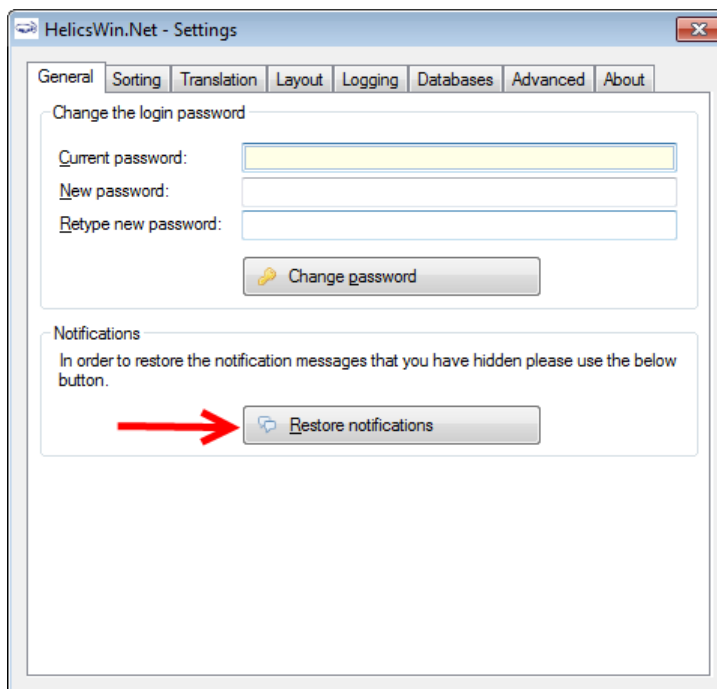 HelicsWin.Net - Settings
General Sorting Translation Layout Logging Databases Advanced About
Change the login password
Current password:
New password:
Retype new password:
Change password
Notifications
In order to restore the notification messages that you have hidden please use the below
button.
Restore notifications